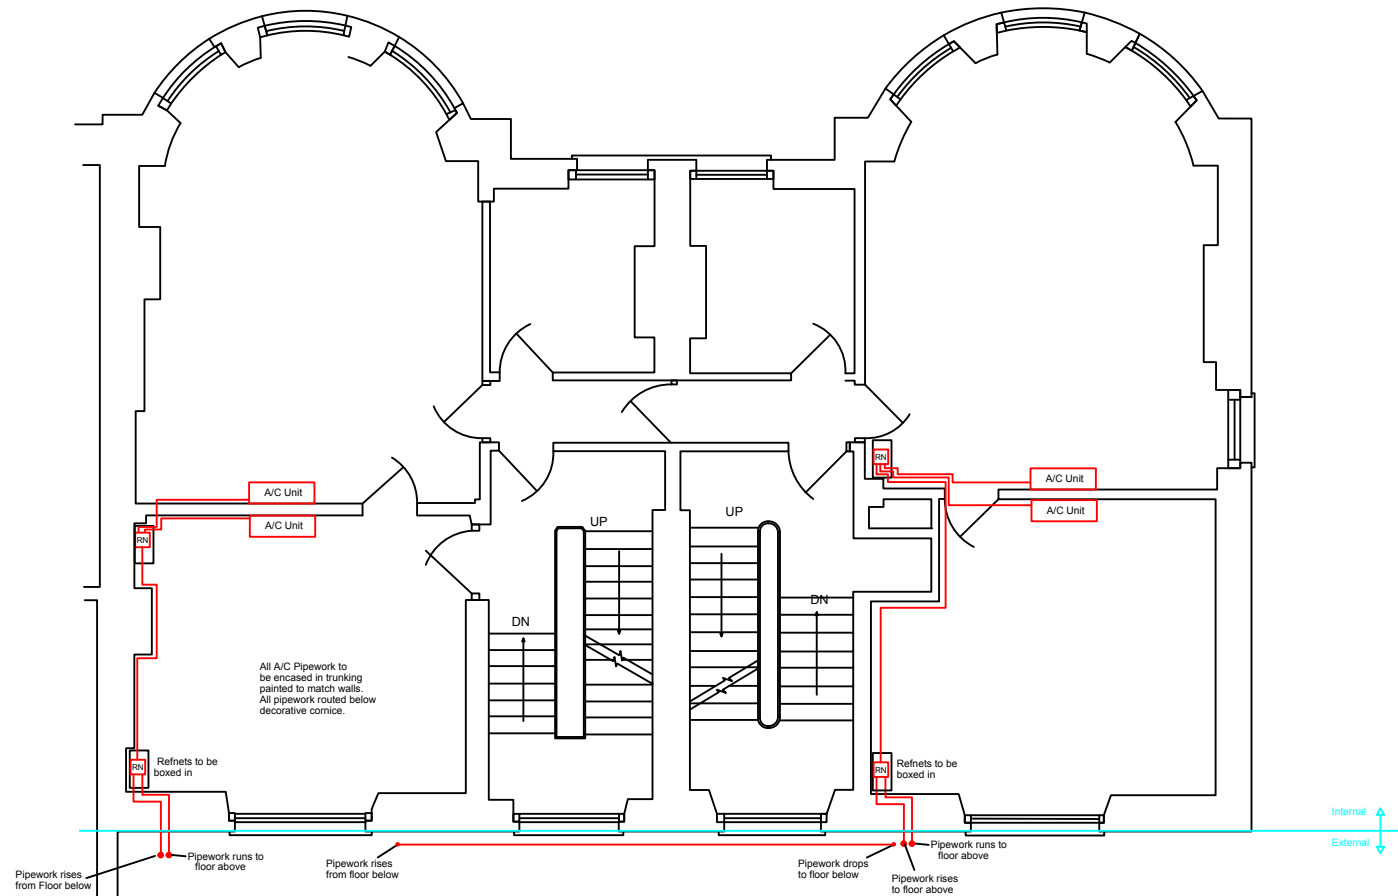 A/C Unit
A/C Unit
RN
RN
A/C Unit
A/C Unit
RN
UP
UP
DN
DN
All A/C Pipework to
be encased in trunking
painted to match walls.
All pipework routed below
decorative cornice.
RN
Refnets to be
boxed in
RN
Refnets to be
boxed in
Internal
External
Pipework rises
from Floor below
Pipework runs to
floor above
Pipework rises
from floor below
Pipework drops
to floor below
Pipework rises
to floor above
Pipework runs to
floor above